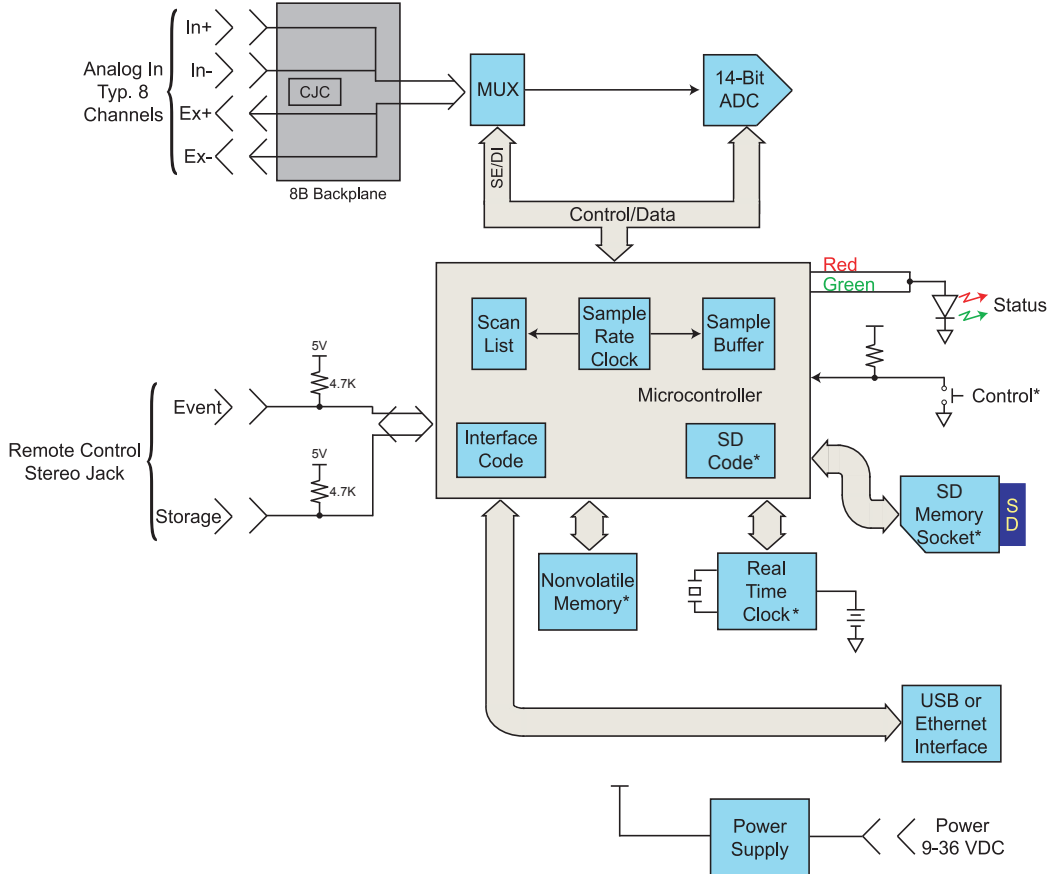 In+
In-
Ex+
Ex-
Analog In
Typ. 8
Channels
CJC
8B Backplane
MUX
14-Bit
ADC
SE/DI
Control/Data
Red
Green
Status
Scan
List
Sample
Rate
Clock
Sample
Buffer
Microcontroller
Control*
5V
4.7K
Event
Remote Control
Stereo Jack
5V
4.7K
Storage
Interface
Code
SD
Code*
SD
Memory
Socket*
SD
Nonvolatile
Memory*
Real
Time
Clock*
USB or
Ethernet
Interface
Power
Supply
Power
9-36 VDC